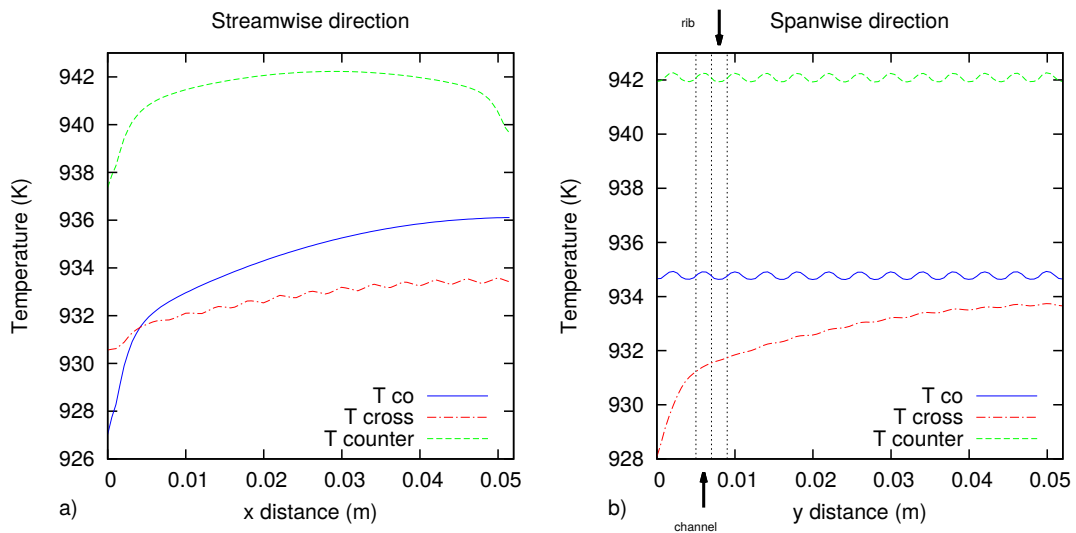 Streamwise direction
942
940
938
936
934
932
930
928
926
Temperature (K)
T co
T cross
T counter
0.00
0.01
0.02
0.03
0.04
0.05
a)
x distance (m)
rib
Spanwise direction
942
940
938
936
934
932
930
928
Temperature (K)
T co
T cross
T counter
0
0.01
0.02
0.03
0.04
0.05
b)
y distance (m)
channel